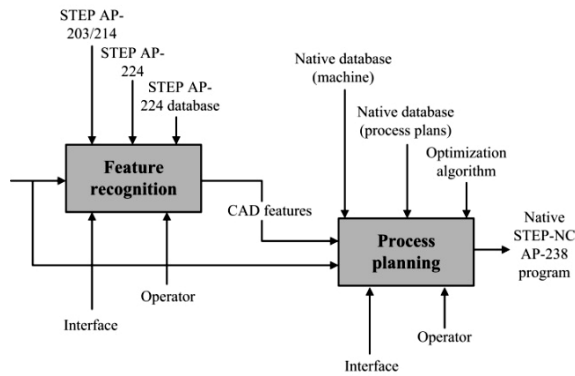 STEP AP-
203/214
STEP AP-
224
STEP AP-
224 database
Native database
(machine)
Native database
(process plans)
Optimization
algorithm
Feature
recognition
CAD features
Process
planning
Native
STEP-NC
AP-238
program
Operator
Interface
Operator
Interface